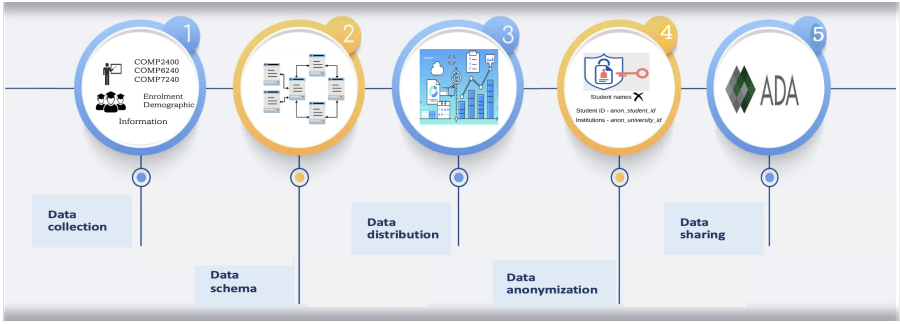 1
COMP2400
COMP6240
COMP7240
Enrolment
Demographic
Information
Data
collection
2
Data
schema
3
Data
distribution
4
Student names
Student ID - anon_student_id
Institutions - anon_university_id
Data
anonymization
5
ADA
Data
sharing